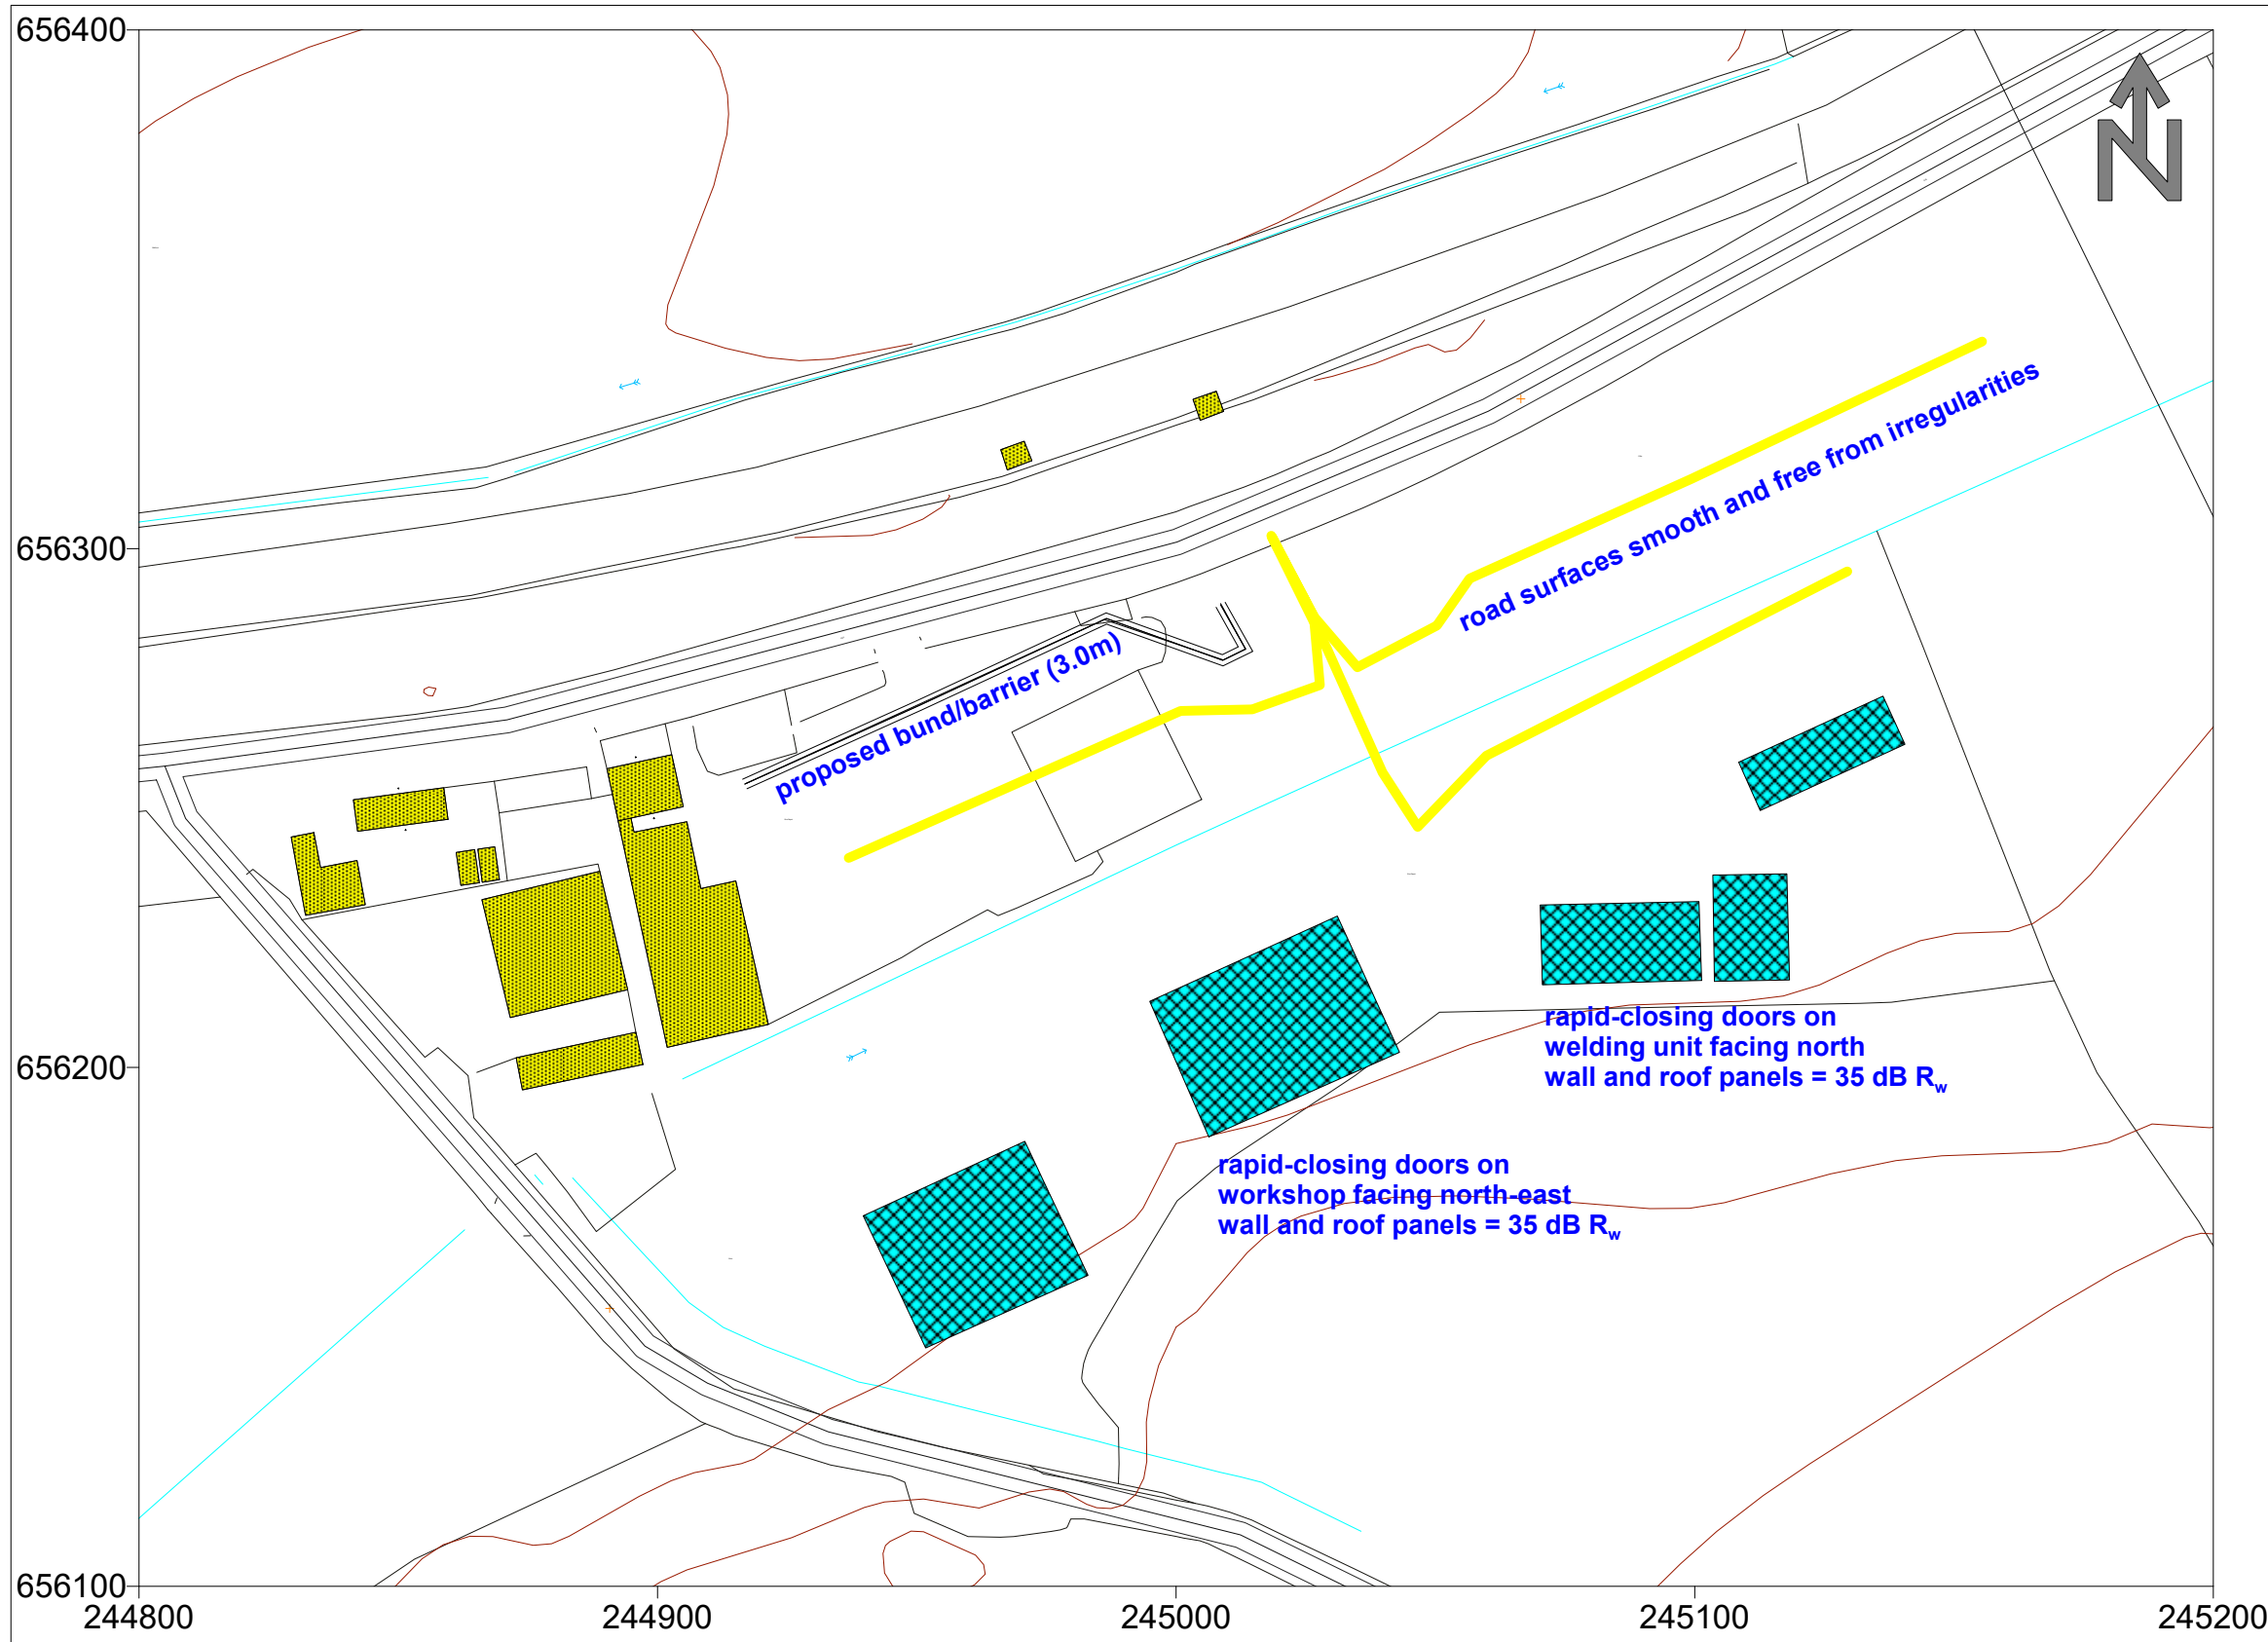 656400
N
road surfaces smooth and free from irregularities
656300
proposed bund/barrier (3.0m)
656200
rapid-closing doors on
welding unit facing north
wall and roof panels = 35 dB Rw
rapid-closing doors on
workshop facing north-east
wall and roof panels = 35 dB Rw
656100
244800
244900
245000
245100
245200